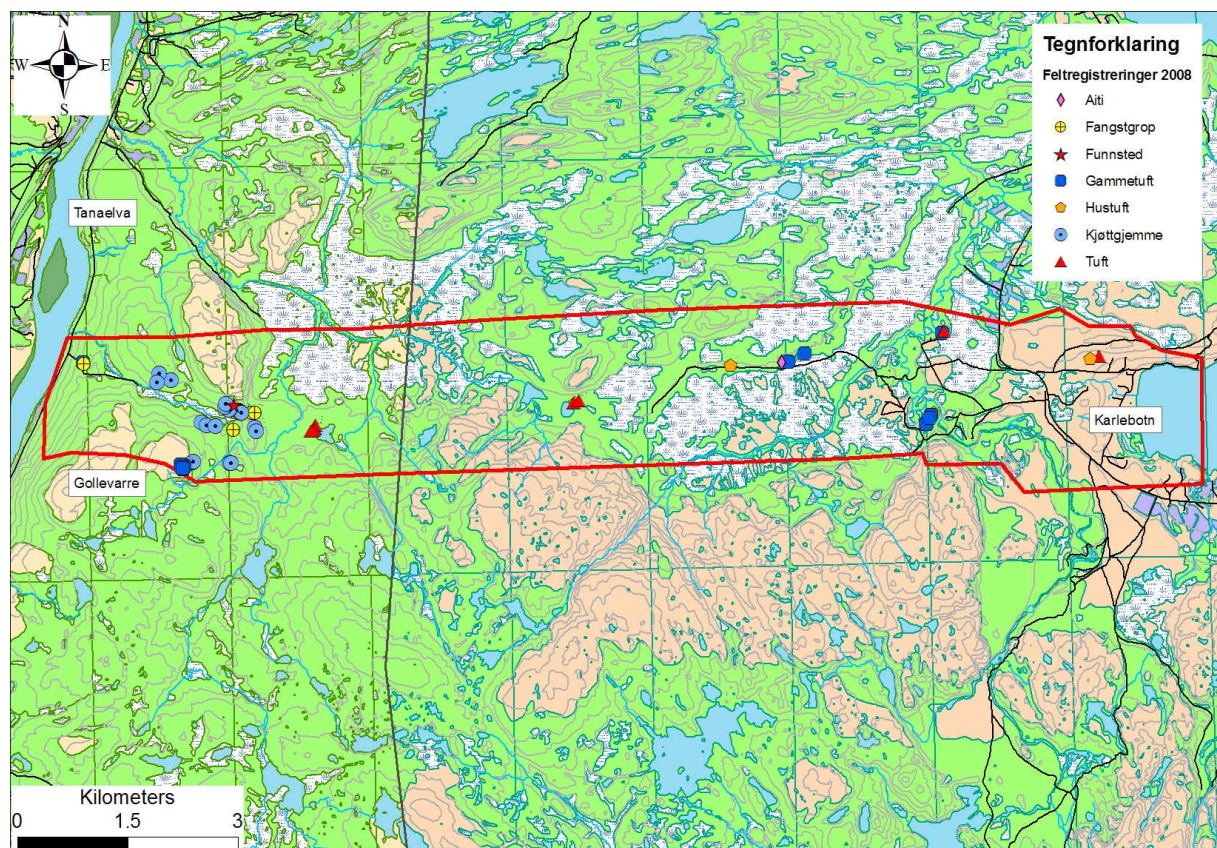 N
W E
S
Tegnforklaring
Feltregistreringer 2008
Aiti
Fangstgrop
Funnsted
Gammetuft
Hustuft
Kjøttgjemme
Tuft
Tanaelva
Karlebotn
Gollevarre
Kilometers
0 1.5 3